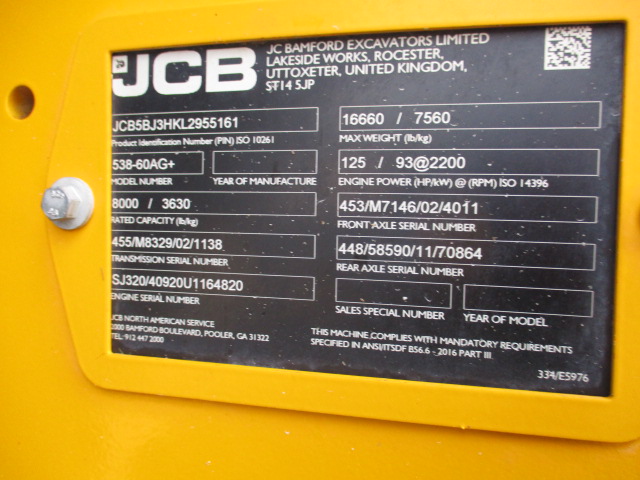 JCB
JC BAMFORD EXCAVATORS LIMITED
LAKESIDE WORKS, ROCESTER,
UTTOXETER, UNITED KINGDOM,
ST14 5JP
JCB5BJ3HKL2955161
Product Identification Number (PIN) ISO 10261
538-60AG+
MODEL NUMBER
YEAR OF MANUFACTURE
8000 / 3630
RATED CAPACITY (lb/kg)
455/M8329/02/1138
TRANSMISSION SERIAL NUMBER
SJ320/40920U1164820
ENGINE SERIAL NUMBER
JCB NORTH AMERICAN SERVICE
2000 BAMFORD BOULEVARD, POOLER, GA 31322
TEL: 912 447 2000
16660 / 7560
MAX WEIGHT (lb/kg)
125 / 93@2200
ENGINE POWER (HP/kW) @ (RPM) ISO 14396
453/M7146/02/4011
FRONT AXLE SERIAL NUMBER
448/58590/11/70864
REAR AXLE SERIAL NUMBER
SALES SPECIAL NUMBER
YEAR OF MODEL
THIS MACHINE COMPLIES WITH MANDATORY REQUIREMENTS
SPECIFIED IN ANSI/ITSDF B56.6 - 2016 PART III
334/E5976